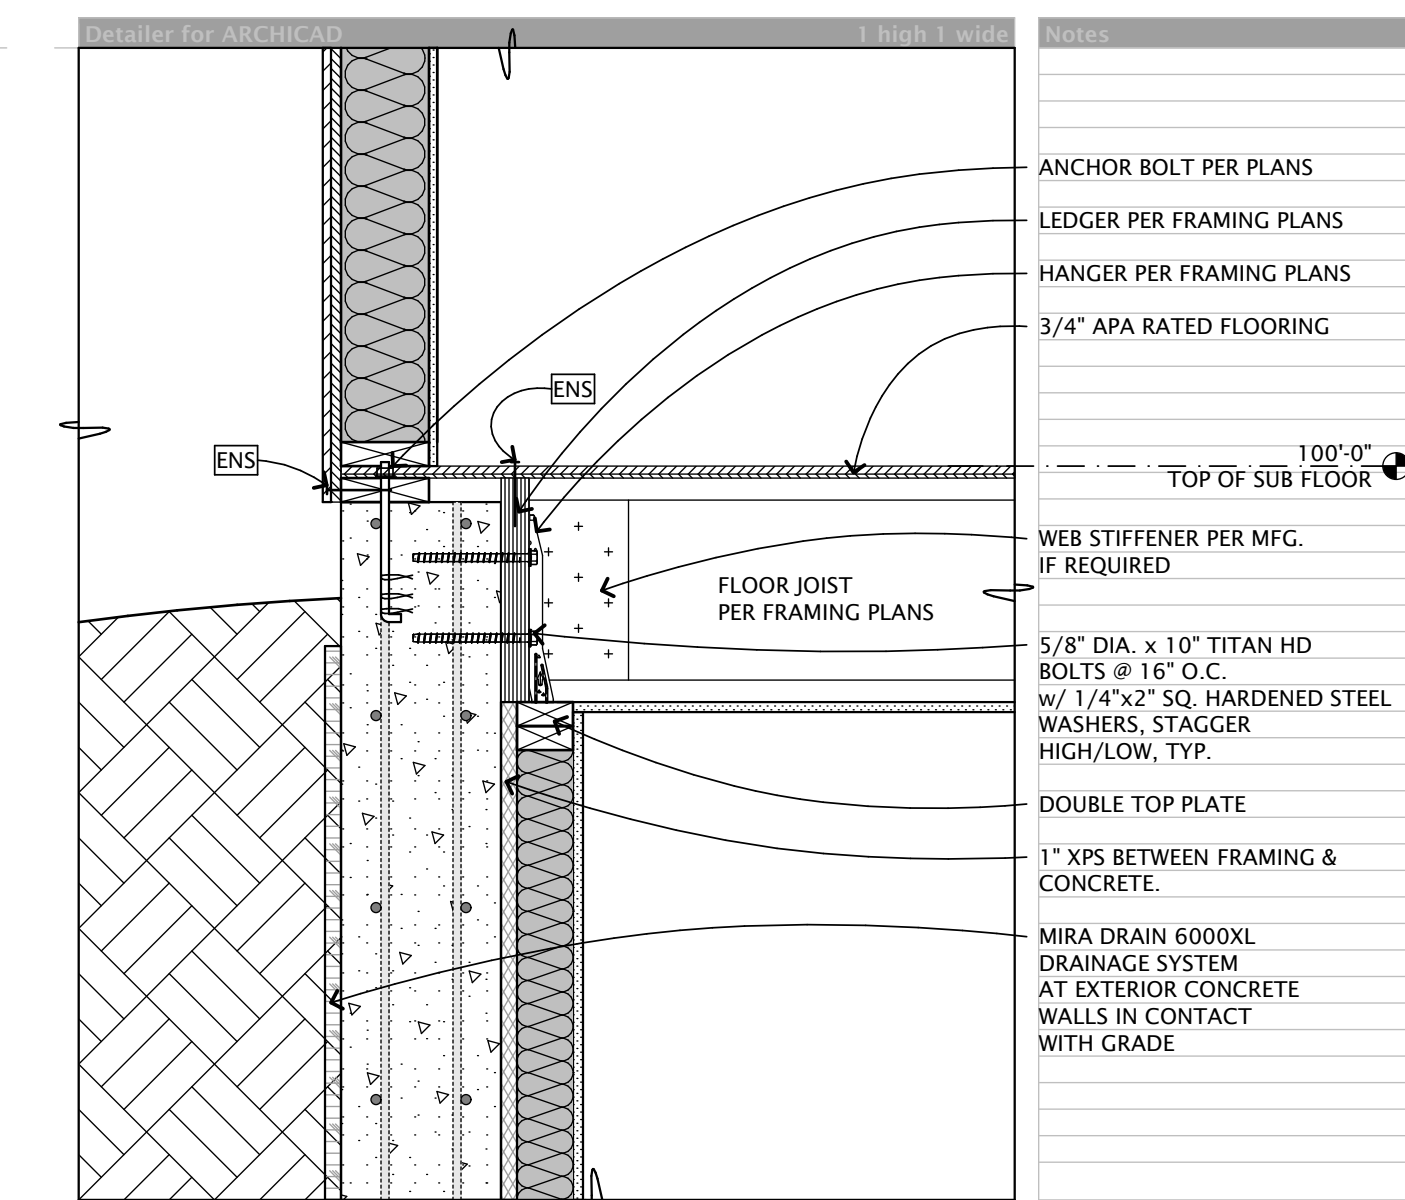 Detailer for ARCHICAD
1 high 1 wide
Notes
ANCHOR BOLT PER PLANS
LEDGER PER FRAMING PLANS
HANGER PER FRAMING PLANS
3/4" APA RATED FLOORING
ENS
ENS
100'-0"
TOP OF SUB FLOOR
WEB STIFFENER PER MFG.
IF REQUIRED
FLOOR JOIST
PER FRAMING PLANS
5/8" DIA. x 10" TITAN HD
BOLTS @ 16" O.C.
w/ 1/4"x2" SQ. HARDENED STEEL
WASHERS, STAGGER
HIGH/LOW, TYP.
DOUBLE TOP PLATE
1" XPS BETWEEN FRAMING &
CONCRETE.
MIRA DRAIN 6000XL
DRAINAGE SYSTEM
AT EXTERIOR CONCRETE
WALLS IN CONTACT
WITH GRADE